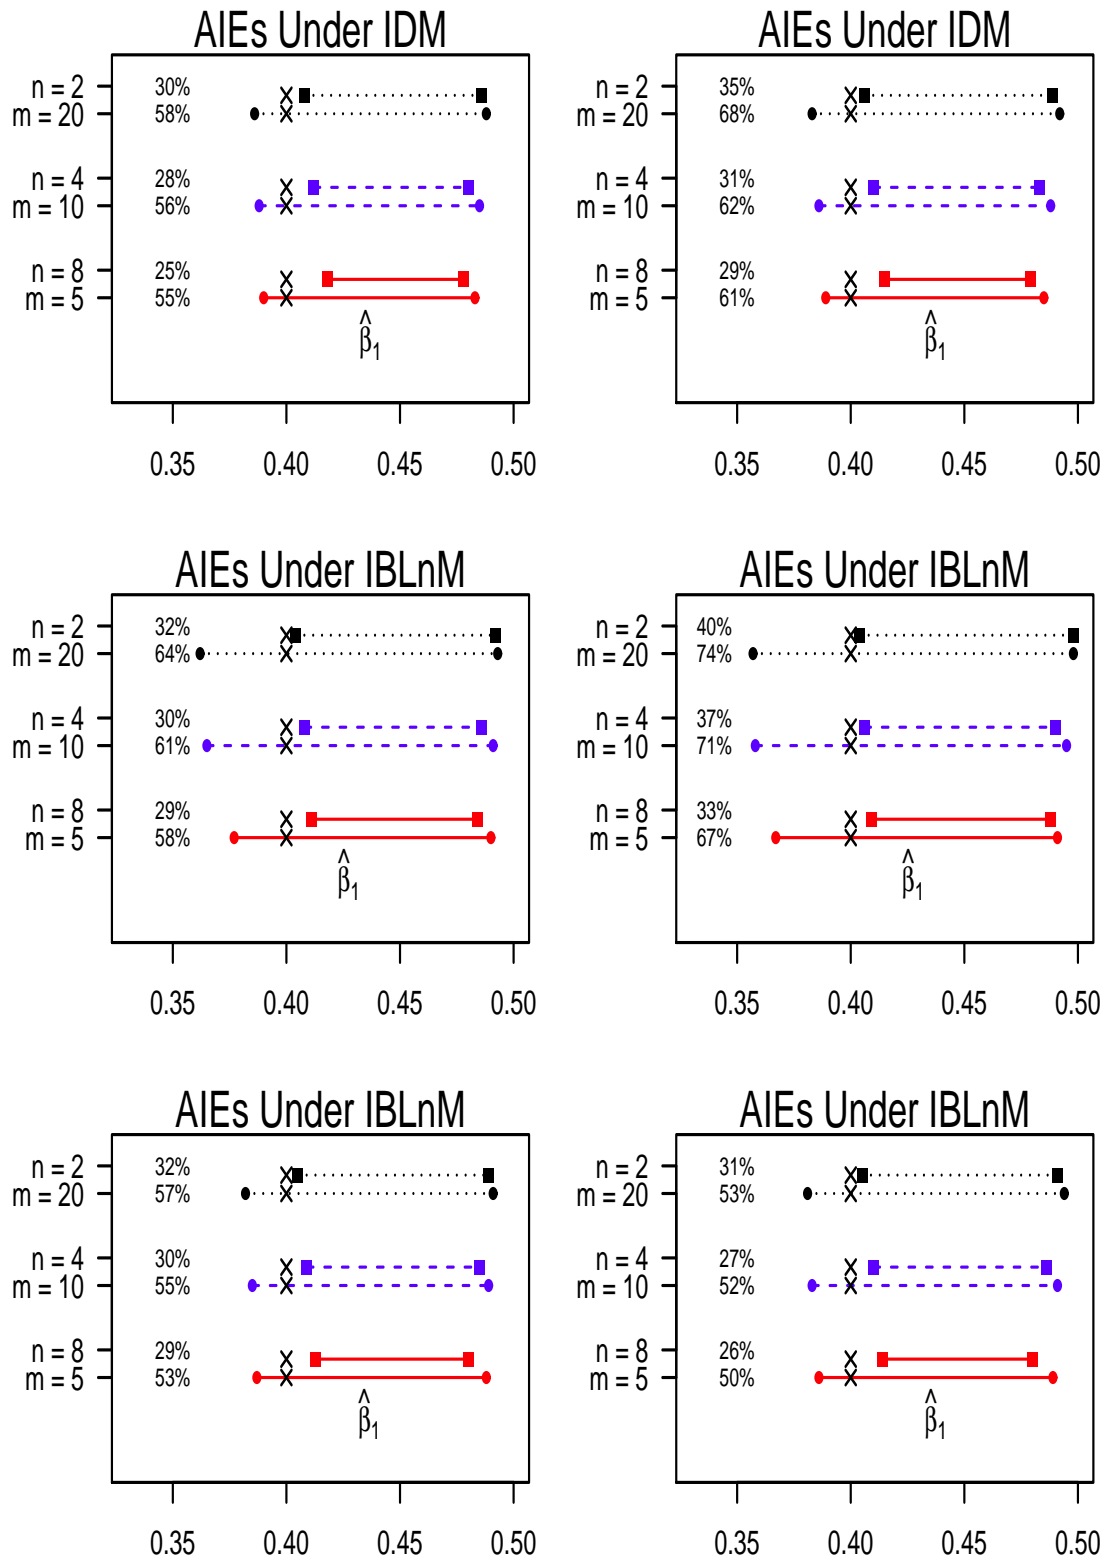 AIEs Under IDM
n = 2
m = 20
30%
58%
n = 4
m = 10
28%
56%
n = 8
m = 5
25%
55%
β̂1
0.35 0.40 0.45 0.50
AIEs Under IDM
n = 2
m = 20
35%
68%
n = 4
m = 10
31%
62%
n = 8
m = 5
29%
61%
β̂1
0.35 0.40 0.45 0.50
AIEs Under IBLnM
n = 2
m = 20
32%
64%
n = 4
m = 10
30%
61%
n = 8
m = 5
29%
58%
β̂1
0.35 0.40 0.45 0.50
AIEs Under IBLnM
n = 2
m = 20
40%
74%
n = 4
m = 10
37%
71%
n = 8
m = 5
33%
67%
β̂1
0.35 0.40 0.45 0.50
AIEs Under IBLnM
n = 2
m = 20
32%
57%
n = 4
m = 10
30%
55%
n = 8
m = 5
29%
53%
β̂1
0.35 0.40 0.45 0.50
AIEs Under IBLnM
n = 2
m = 20
31%
53%
n = 4
m = 10
27%
52%
n = 8
m = 5
26%
50%
β̂1
0.35 0.40 0.45 0.50